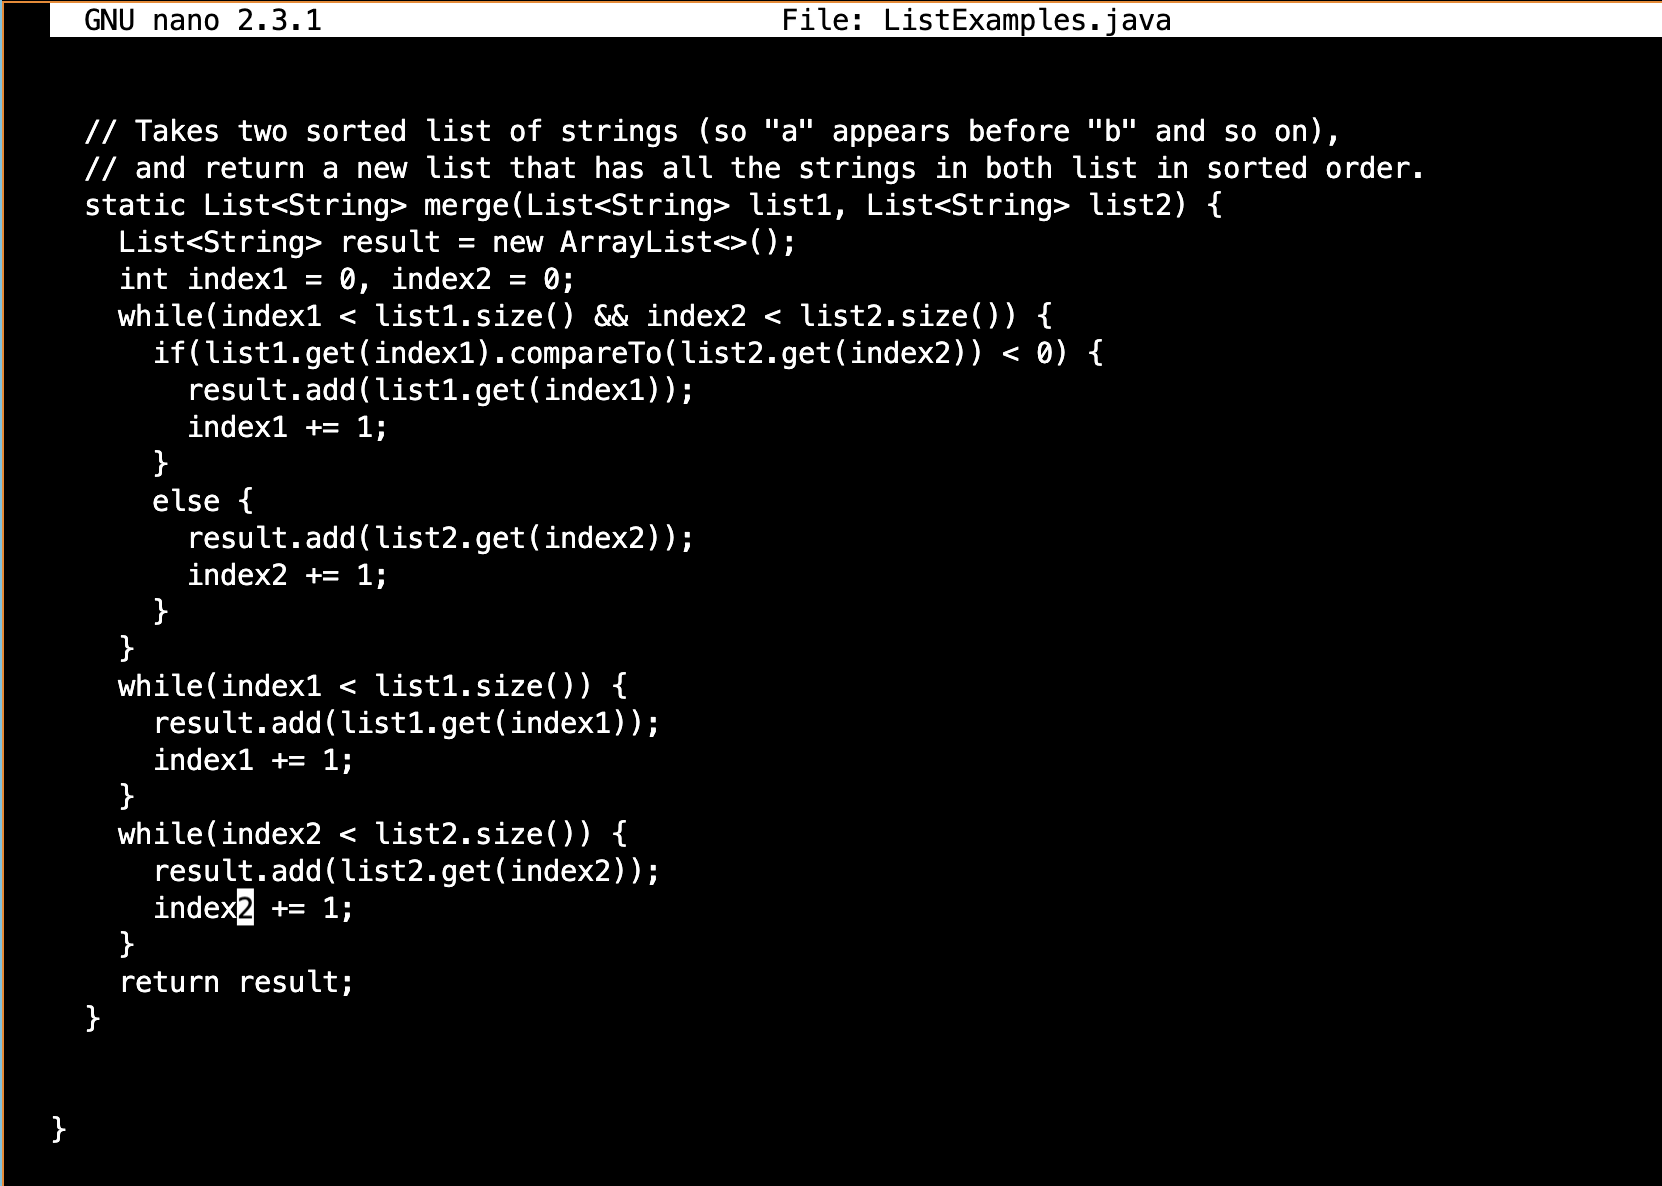 GNU nano 2.3.1 File: ListExamples.java
// Takes two sorted list of strings (so "a" appears before "b" and so on),
// and return a new list that has all the strings in both list in sorted order.
static List<String> merge(List<String> list1, List<String> list2) {
List<String> result = new ArrayList<>();
int index1 = 0, index2 = 0;
while(index1 < list1.size() && index2 < list2.size()) {
if(list1.get(index1).compareTo(list2.get(index2)) < 0) {
result.add(list1.get(index1));
index1 += 1;
}
else {
result.add(list2.get(index2));
index2 += 1;
}
}
while(index1 < list1.size()) {
result.add(list1.get(index1));
index1 += 1;
}
while(index2 < list2.size()) {
result.add(list2.get(index2));
index2 += 1;
}
return result;
}
}